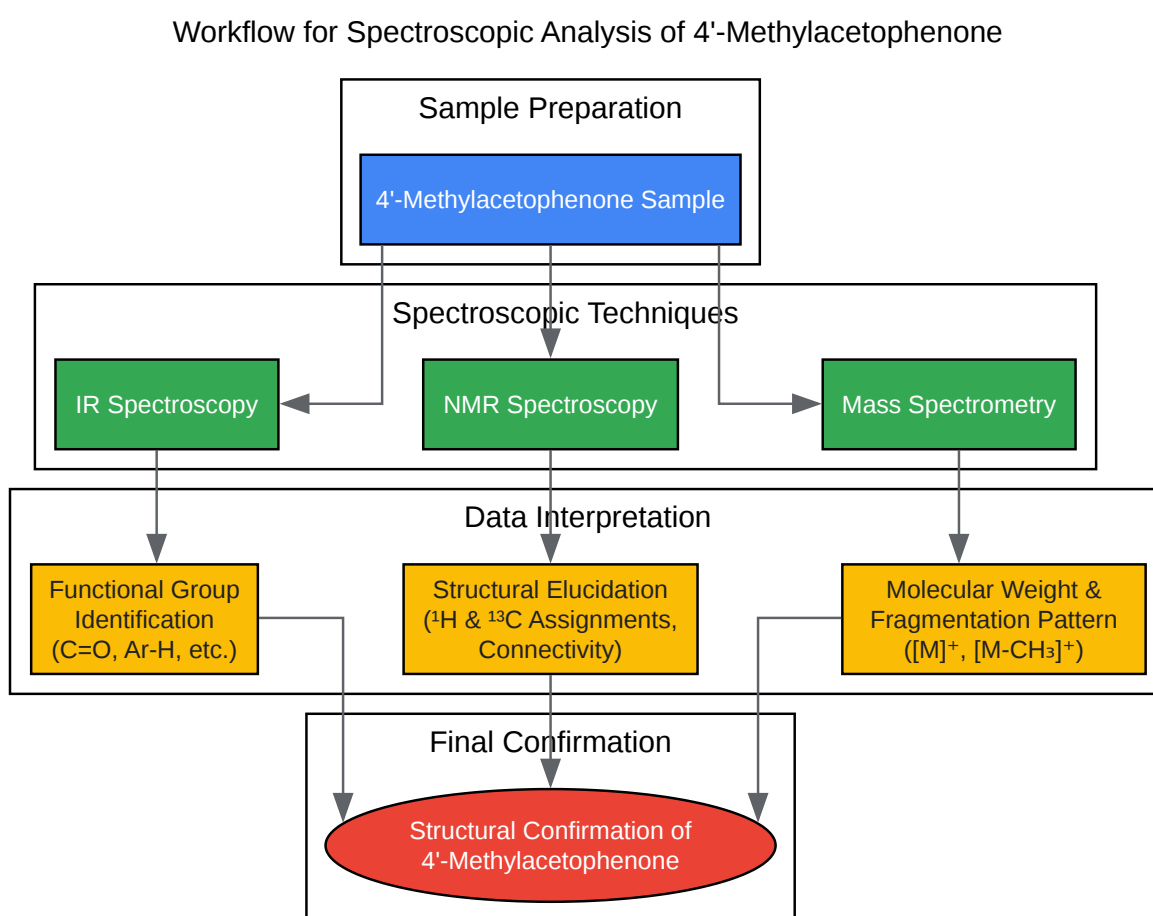 Workflow for Spectroscopic Analysis of 4'-Methylacetophenone
Sample Preparation
4'-Methylacetophenone Sample
Spectroscopic Techniques
IR Spectroscopy
NMR Spectroscopy
Mass Spectrometry
Data Interpretation
Functional Group
Identification
(C=O, Ar-H, etc.)
Structural Elucidation
(¹H & ¹³C Assignments,
Connectivity)
Molecular Weight &
Fragmentation Pattern
([M]⁺, [M-CH₃]⁺)
Final Confirmation
Structural Confirmation of
4'-Methylacetophenone